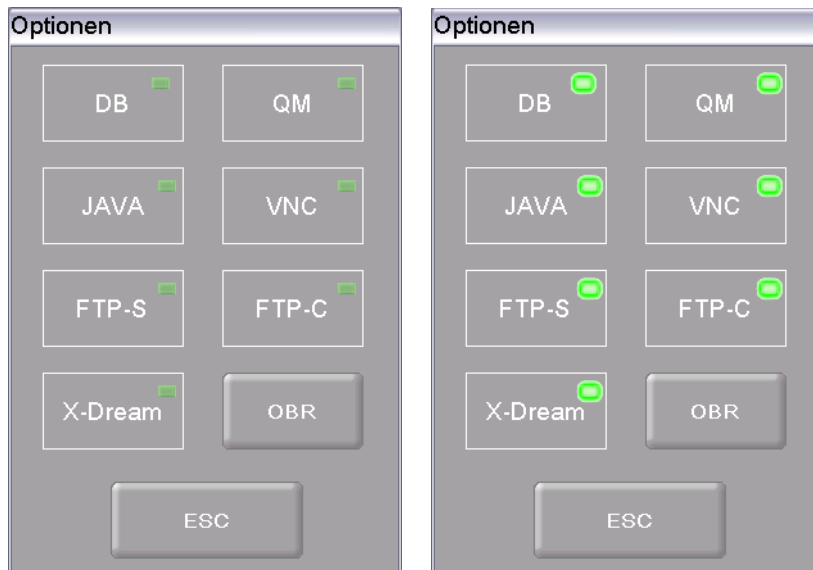 Optionen
DB QM
JAVA VNC
FTP-S FTP-C
X-Dream OBR
ESC
Optionen
DB QM
JAVA VNC
FTP-S FTP-C
X-Dream OBR
ESC